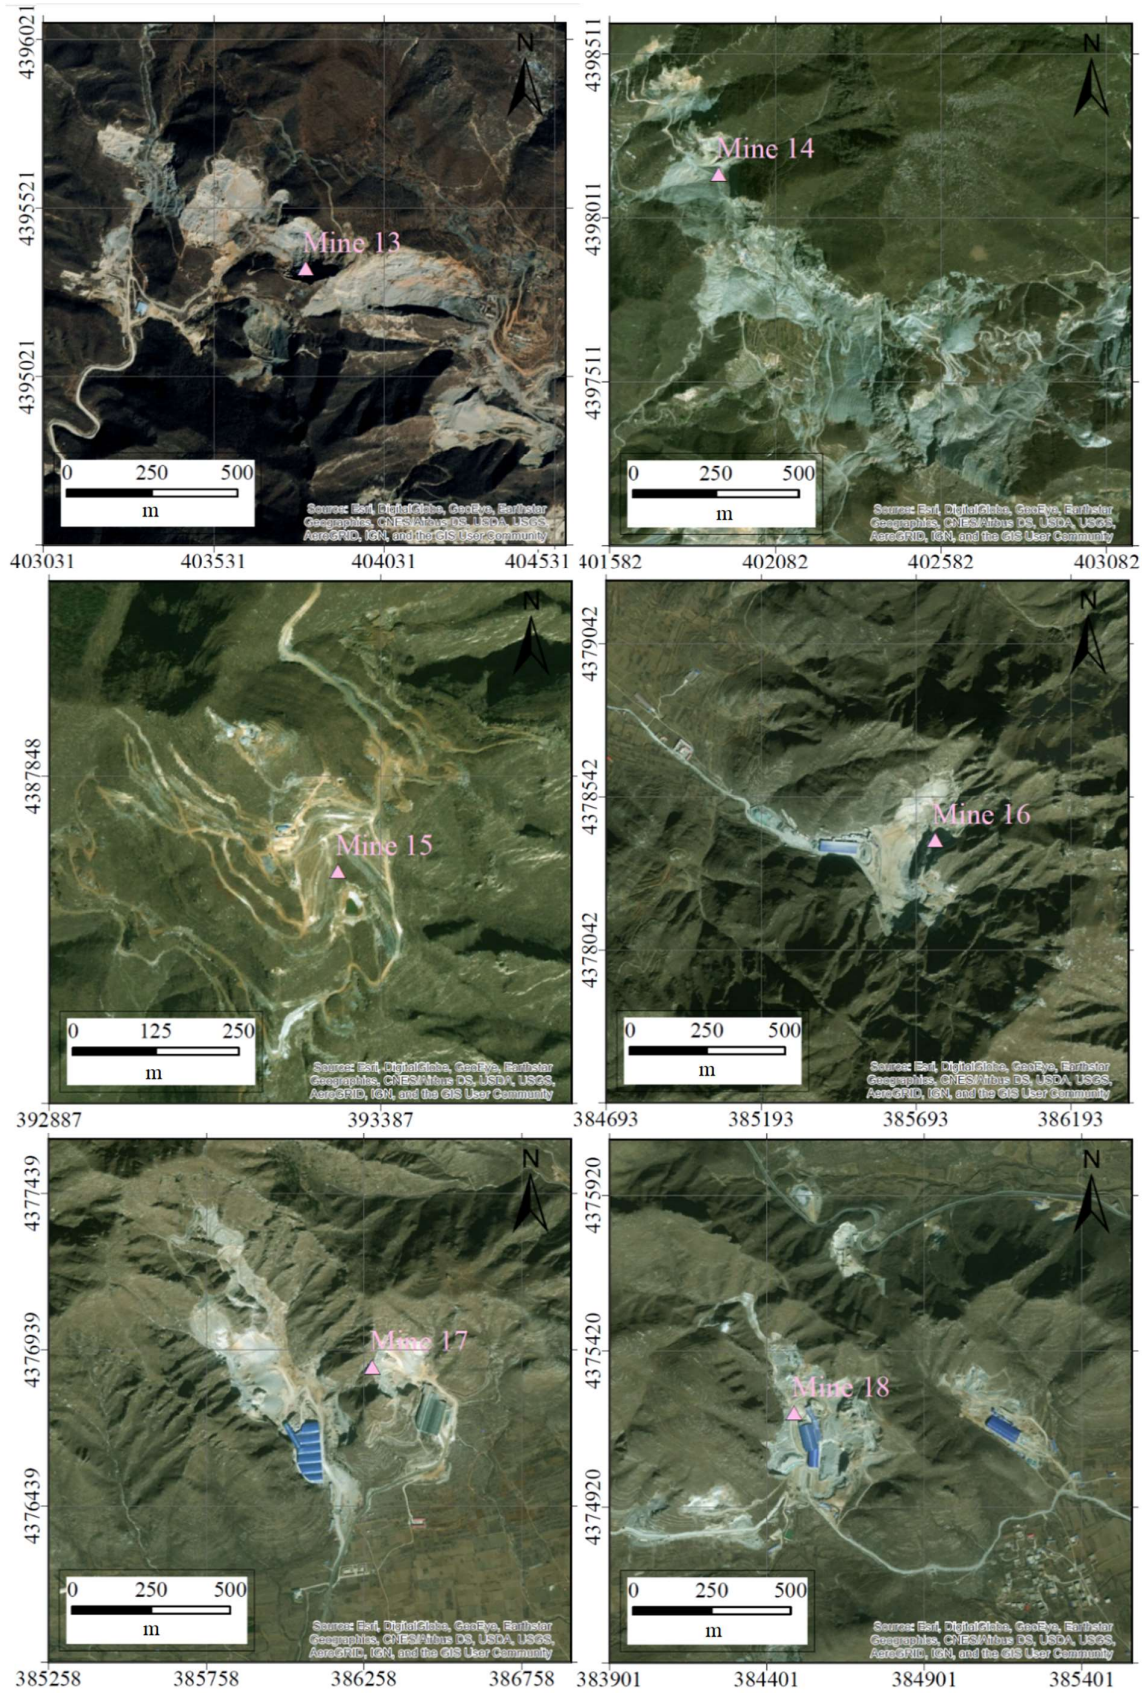 4396021
4395521
4395021
N
Mine 13
0 250 500
m
Source: Esri, DigitalGlobe, GeoEye, Earthstar
Geographics, CNES/Airbus DS, USDA, USGS,
AeroGRID, IGN, and the GIS User Community
403031 403531 404031 404531
4398511
4398011
4397511
N
Mine 14
0 250 500
m
Source: Esri, DigitalGlobe, GeoEye, Earthstar
Geographics, CNES/Airbus DS, USDA, USGS,
AeroGRID, IGN, and the GIS User Community
401582 402082 402582 403082
4387848
N
Mine 15
0 125 250
m
Source: Esri, DigitalGlobe, GeoEye, Earthstar
Geographics, CNES/Airbus DS, USDA, USGS,
AeroGRID, IGN, and the GIS User Community
392887 393387
4379042
4378542
4378042
N
Mine 16
0 250 500
m
Source: Esri, DigitalGlobe, GeoEye, Earthstar
Geographics, CNES/Airbus DS, USDA, USGS,
AeroGRID, IGN, and the GIS User Community
384693 385193 385693 386193
4377439
4376939
4376439
N
Mine 17
0 250 500
m
Source: Esri, DigitalGlobe, GeoEye, Earthstar
Geographics, CNES/Airbus DS, USDA, USGS,
AeroGRID, IGN, and the GIS User Community
385258 385758 386258 386758
4375920
4375420
4374920
N
Mine 18
0 250 500
m
Source: Esri, DigitalGlobe, GeoEye, Earthstar
Geographics, CNES/Airbus DS, USDA, USGS,
AeroGRID, IGN, and the GIS User Community
383901 384401 384901 385401